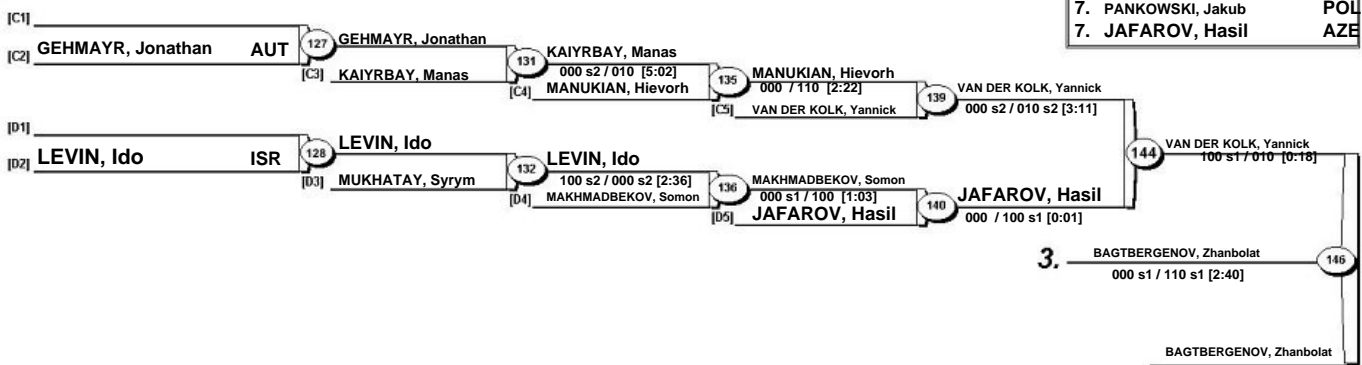 7. PANKOWSKI, Jakub POL
7. JAFAROV, Hasil AZE
[C1]
[C2] GEHMAYR, Jonathan AUT 127
GEHMAYR, Jonathan
[C3] KAIYRBAY, Manas
131
KAIYRBAY, Manas
000 s2 / 010 [5:02]
[C4] MANUKIAN, Hievorh
135
MANUKIAN, Hievorh
000 / 110 [2:22]
[C5] VAN DER KOLK, Yannick
139
VAN DER KOLK, Yannick
000 s2 / 010 s2 [3:11]
[D1]
[D2] LEVIN, Ido ISR 128
LEVIN, Ido
[D3] MUKHATAY, Syrym
132
LEVIN, Ido
100 s2 / 000 s2 [2:36]
[D4] MAKHMADBEKOV, Somon
136
MAKHMADBEKOV, Somon
000 s1 / 100 [1:03]
[D5] JAFAROV, Hasil
140
JAFAROV, Hasil
000 / 100 s1 [0:01]
144
VAN DER KOLK, Yannick
100 s1 / 010 [0:18]
3. BAGTBERGENOV, Zhanbolat
000 s1 / 110 s1 [2:40]
146
BAGTBERGENOV, Zhanbolat